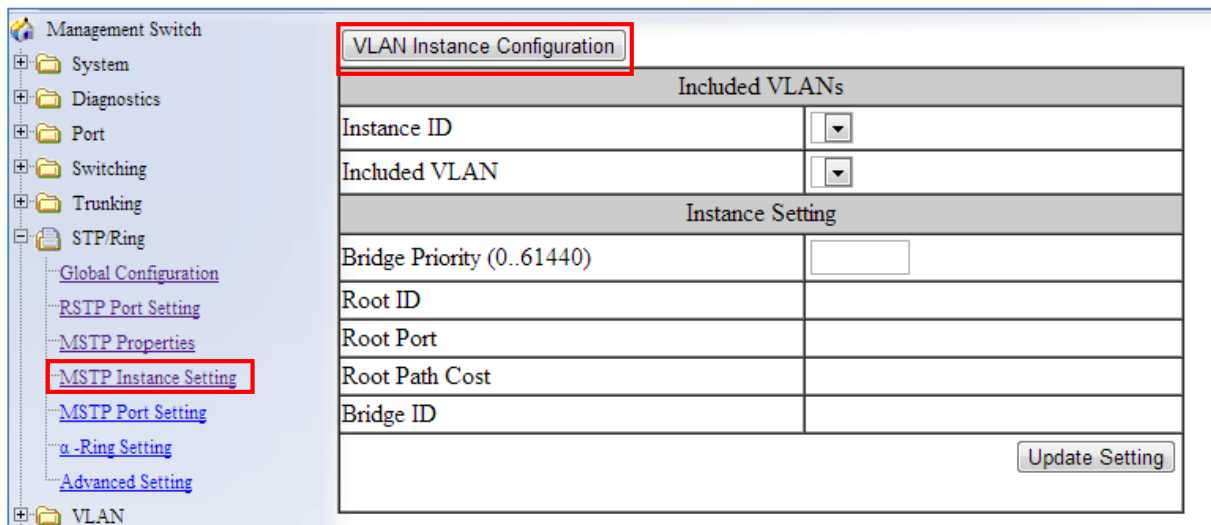 Management Switch
System
Diagnostics
Port
Switching
Trunking
STP/Ring
Global Configuration
RSTP Port Setting
MSTP Properties
MSTP Instance Setting
MSTP Port Setting
α -Ring Setting
Advanced Setting
VLAN
VLAN Instance Configuration
Included VLANs
Instance ID
Included VLAN
Instance Setting
Bridge Priority (0..61440)
Root ID
Root Port
Root Path Cost
Bridge ID
Update Setting